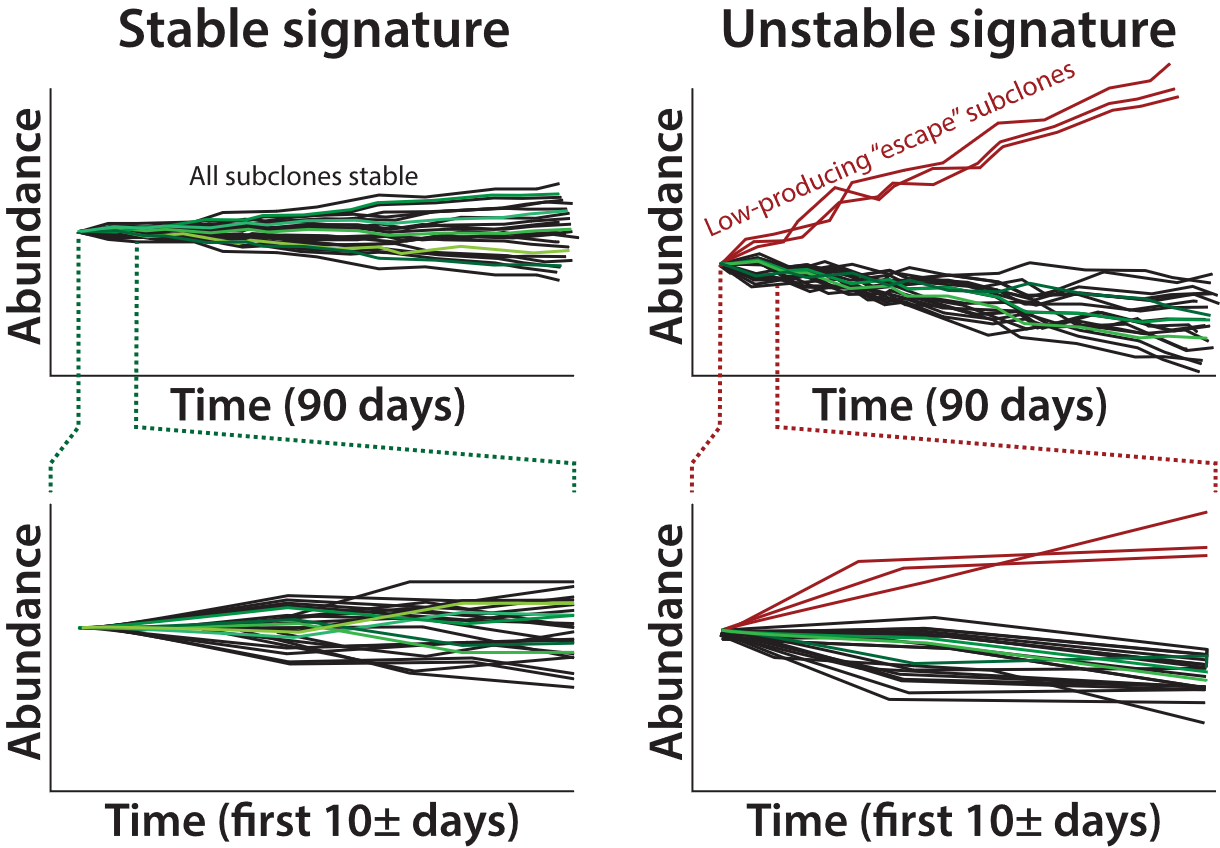 Stable signature
Unstable signature
Abundance
All subclones stable
Time (90 days)
Abundance
Low-producing “escape” subclones
Time (90 days)
Abundance
Time (first 10± days)
Abundance
Time (first 10± days)